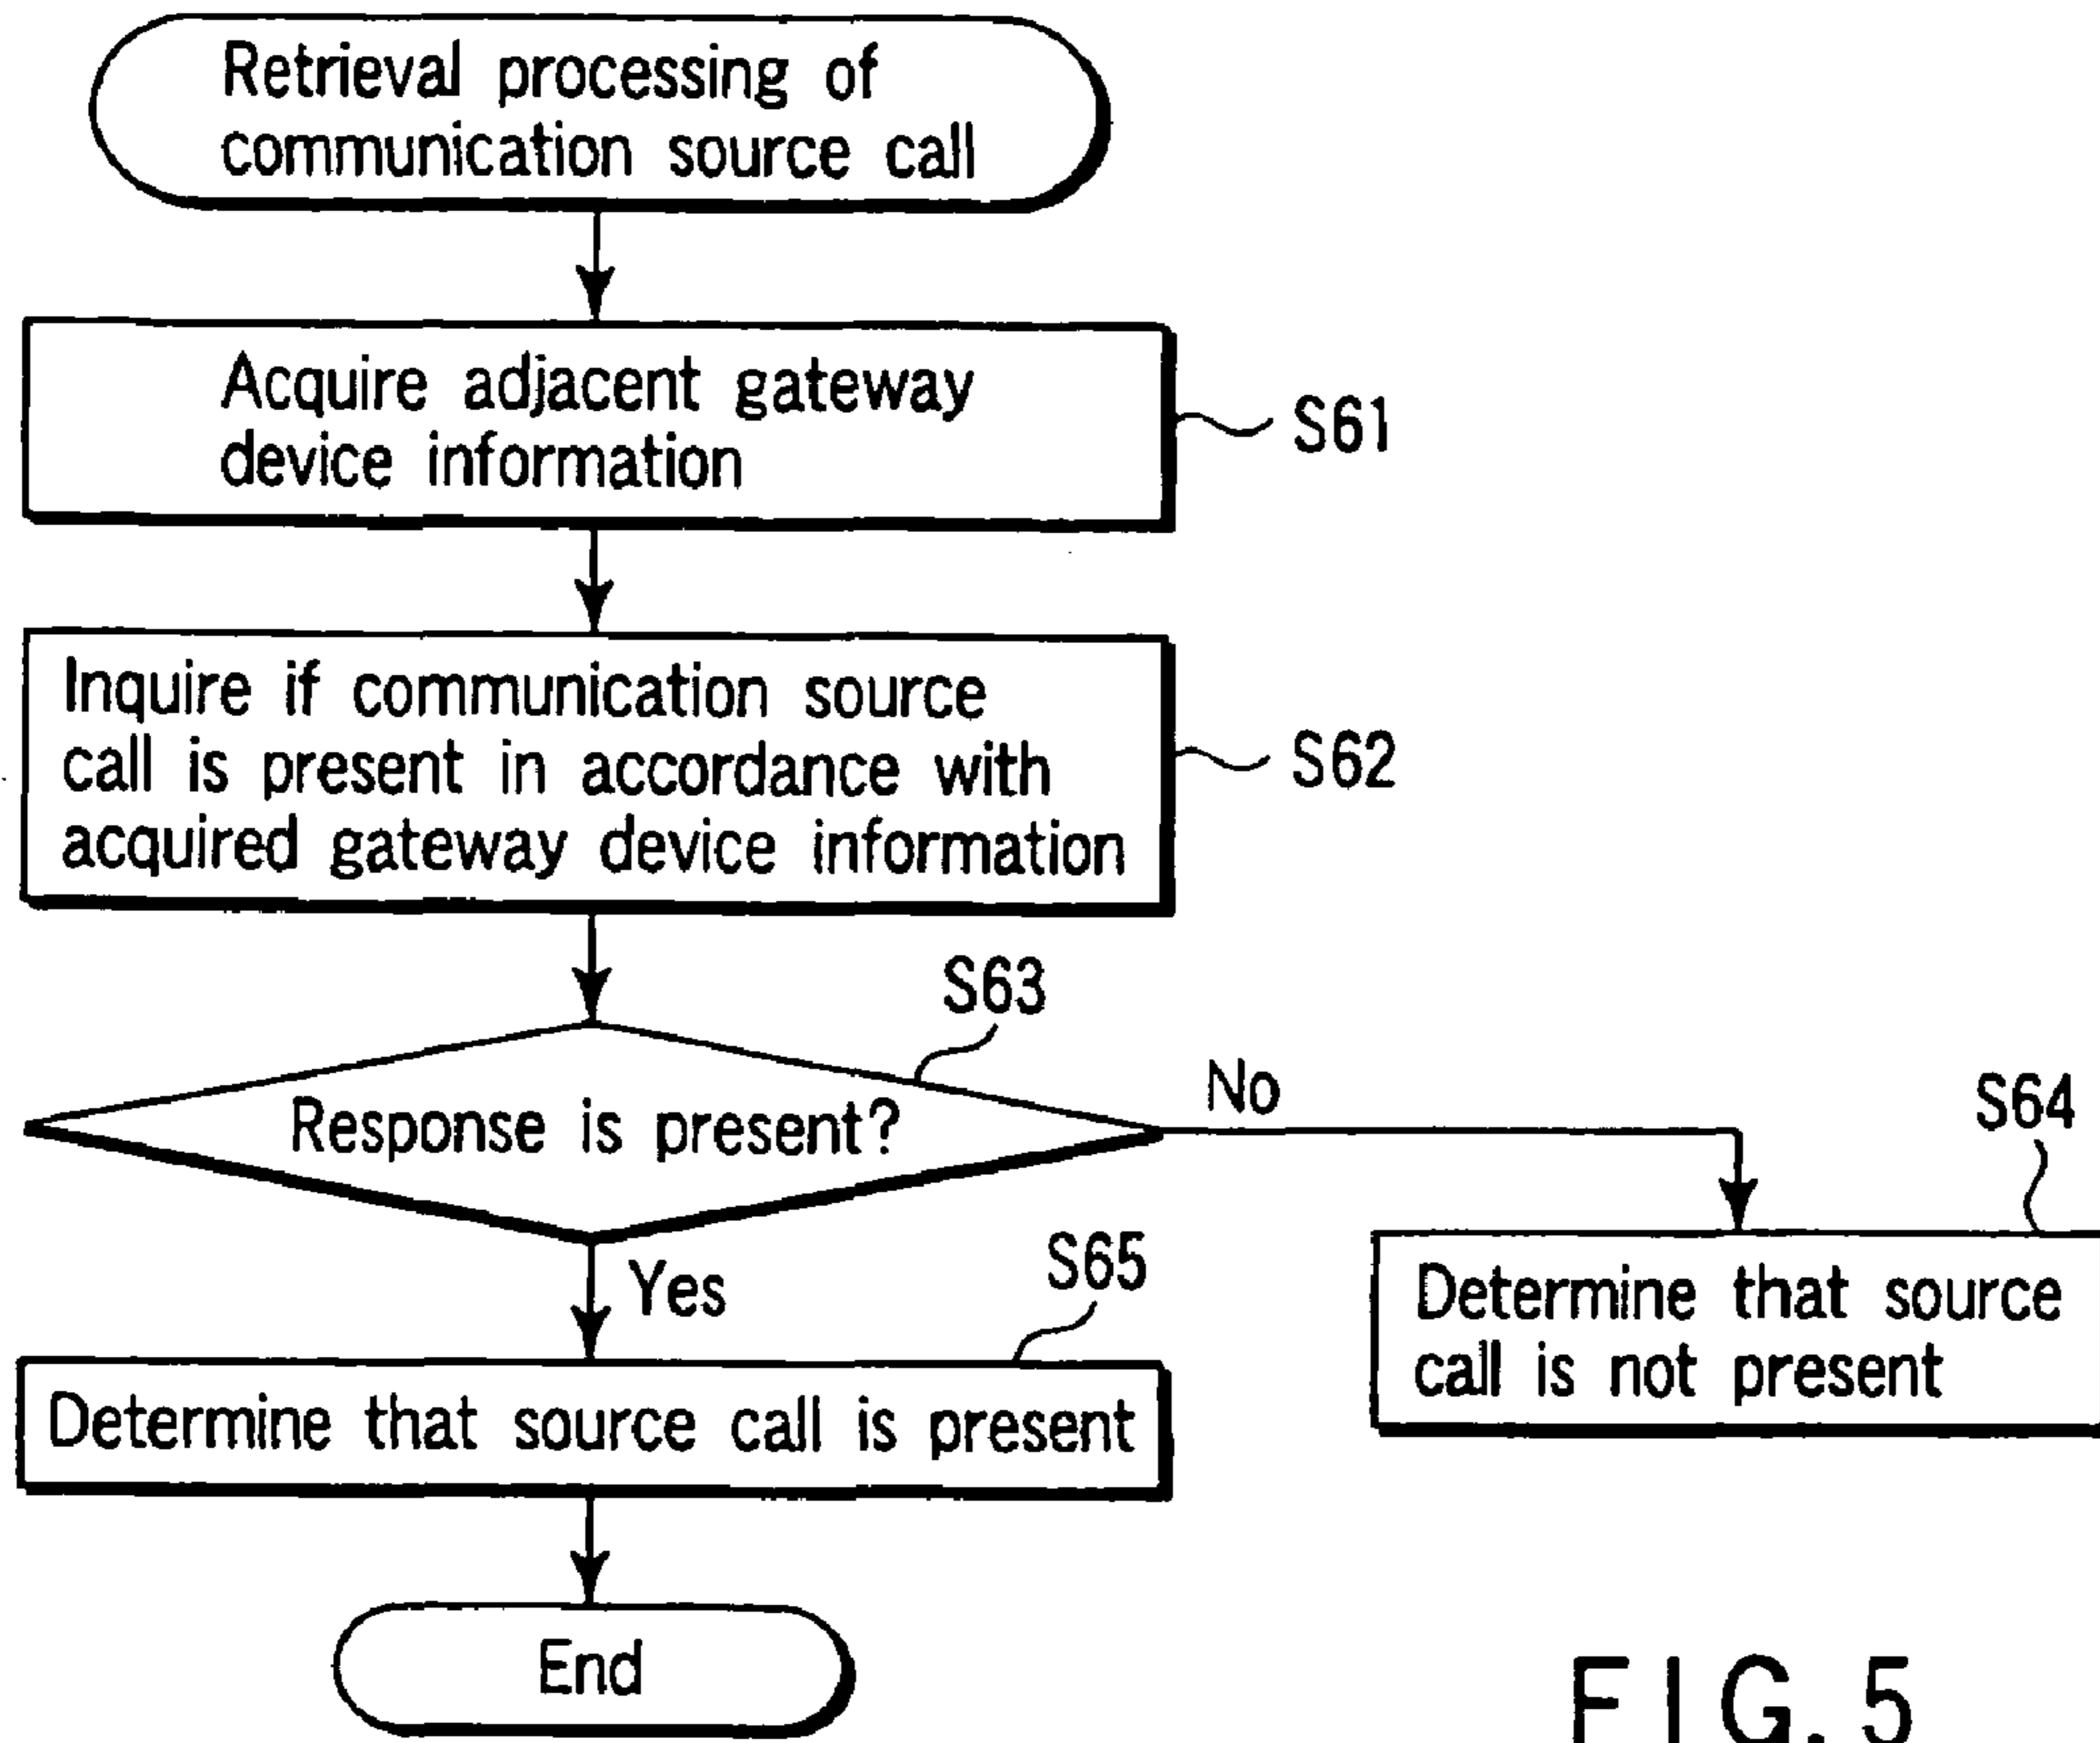 Retrieval processing of
communication source call
Acquire adjacent gateway
device information
S61
Inquire if communication source
call is present in accordance with
acquired gateway device information
S62
S63
Response is present?
No
S64
Determine that source
call is not present
Yes
S65
Determine that source call is present
End
FIG. 5